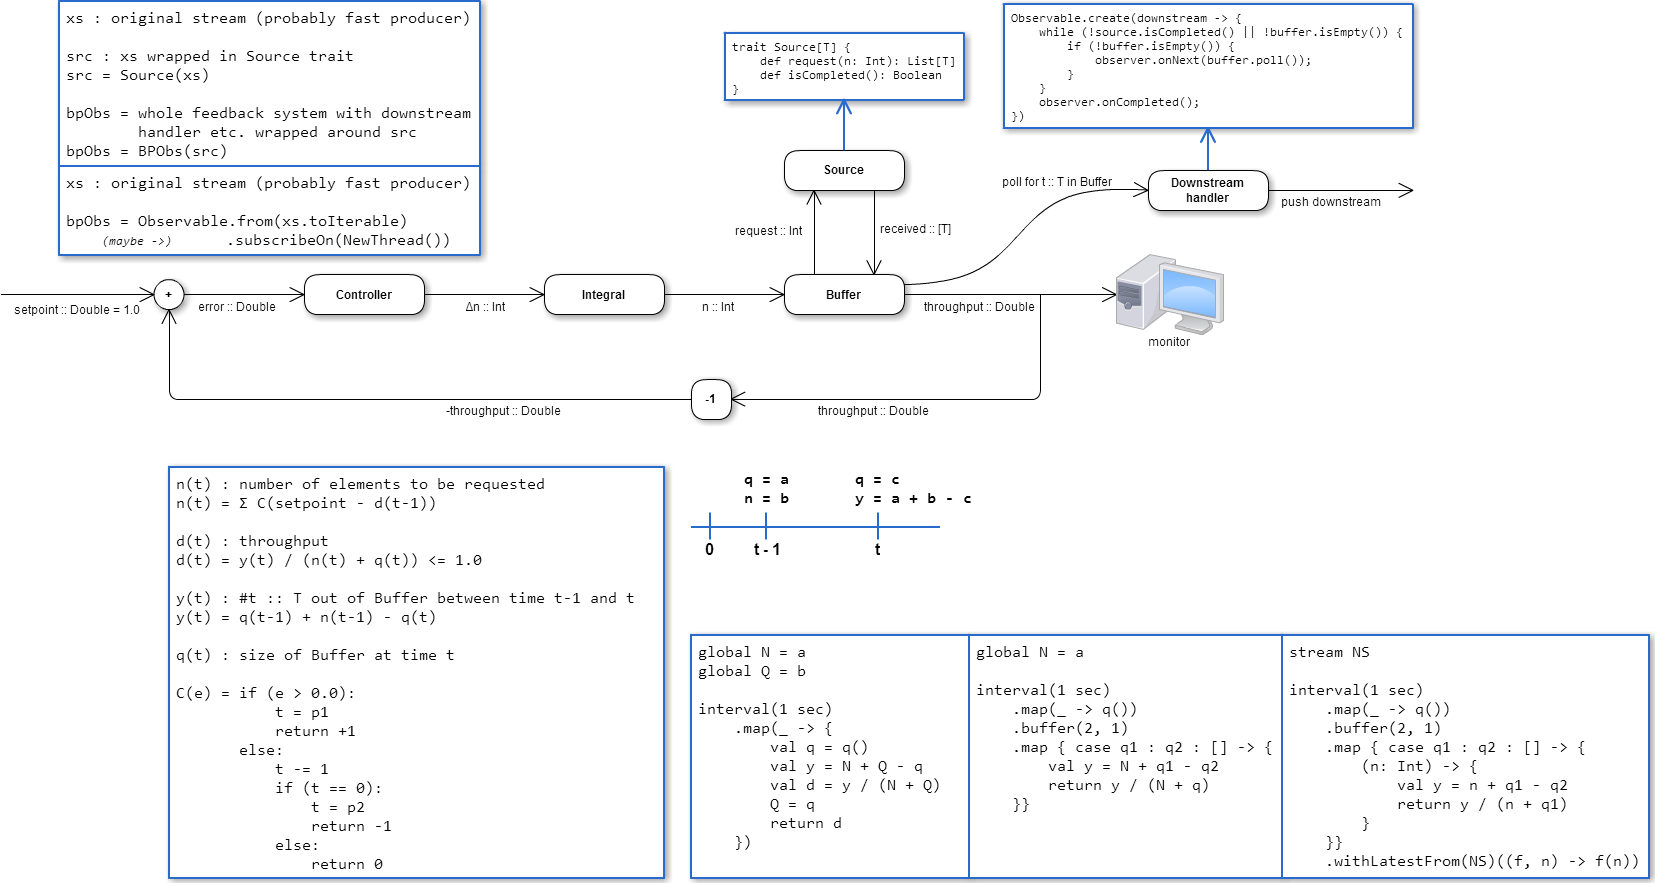 xs : original stream (probably fast producer)
src : xs wrapped in Source trait
src = Source(xs)
bpObs = whole feedback system with downstream
handler etc. wrapped around src
bpObs = BPObs(src)
xs : original stream (probably fast producer)
bpObs = Observable.from(xs.toIterable)
(maybe ->) .subscribeOn(NewThread())
trait Source[T] {
def request(n: Int): List[T]
def isCompleted(): Boolean
}
Observable.create(downstream -> {
while (!source.isCompleted() || !buffer.isEmpty()) {
if (!buffer.isEmpty()) {
observer.onNext(buffer.poll());
}
}
observer.onCompleted();
})
Source
poll for t :: T in Buffer
Downstream
handler
push downstream
request :: Int
received :: [T]
setpoint :: Double = 1.0
+
error :: Double
Controller
Δn :: Int
Integral
n :: Int
Buffer
throughput :: Double
monitor
-throughput :: Double
-1
throughput :: Double
n(t) : number of elements to be requested
n(t) = Σ C(setpoint - d(t-1))
d(t) : throughput
d(t) = y(t) / (n(t) + q(t)) <= 1.0
y(t) : #t :: T out of Buffer between time t-1 and t
y(t) = q(t-1) + n(t-1) - q(t)
q(t) : size of Buffer at time t
C(e) = if (e > 0.0):
t = p1
return +1
else:
t -= 1
if (t == 0):
t = p2
return -1
else:
return 0
q = a
n = b
q = c
y = a + b - c
0
t-1
t
global N = a
global Q = b
interval(1 sec)
.map(_ -> {
val q = q()
val y = N + Q - q
val d = y / (N + Q)
Q = q
return d
})
global N = a
interval(1 sec)
.map(_ -> q())
.buffer(2, 1)
.map { case q1 : q2 : [] -> {
val y = N + q1 - q2
return y / (N + q)
}}
stream NS
interval(1 sec)
.map(_ -> q())
.buffer(2, 1)
.map { case q1 : q2 : [] -> {
(n: Int) -> {
val y = n + q1 - q2
return y / (n + q1)
}
}}
.withLatestFrom(NS)((f, n) -> f(n))